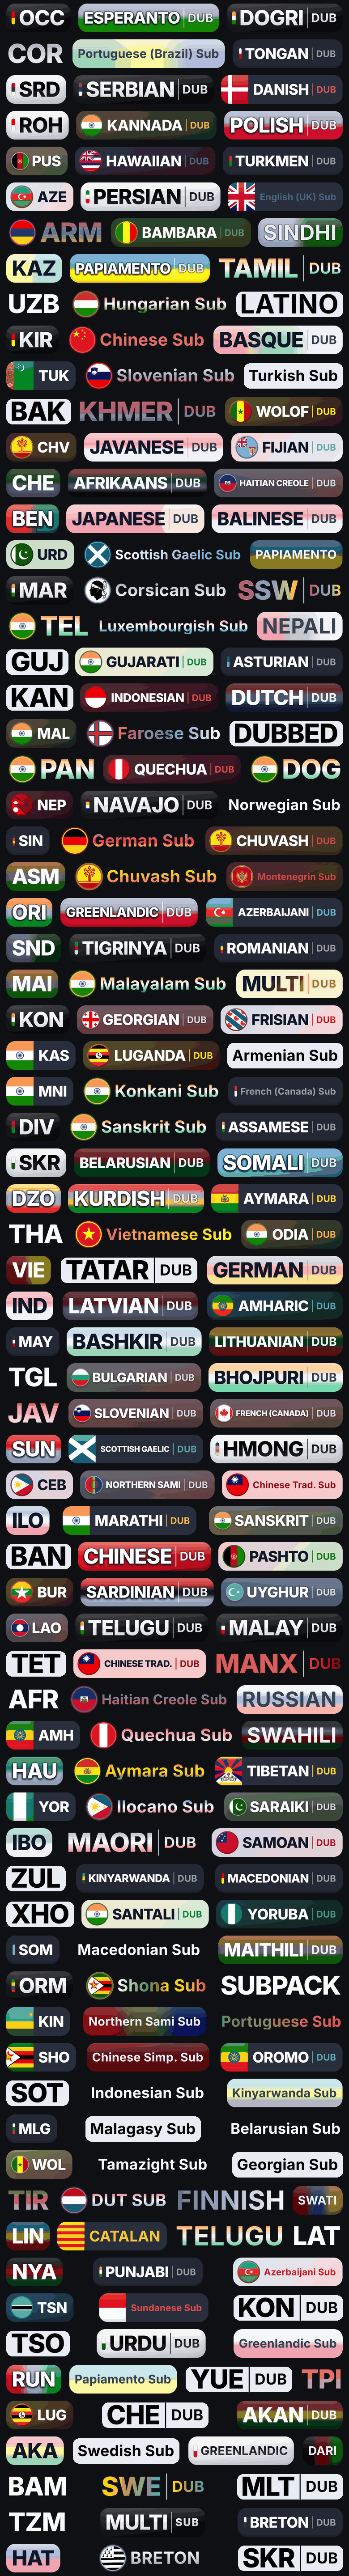 OCC ESPERANTO DUB DOGRI DUB
COR Portuguese (Brazil) Sub TONGAN DUB
SRD SERBIAN DUB DANISH DUB
ROH KANNADA DUB POLISH DUB
PUS HAWAIIAN DUB TURKMEN DUB
AZE PERSIAN DUB English (UK) Sub
ARM BAMBARA DUB SINDHI
KAZ PAPIAMENTO DUB TAMIL DUB
UZB Hungarian Sub LATINO
KIR Chinese Sub BASQUE DUB
TUK Slovenian Sub Turkish Sub
BAK KHMER DUB WOLOF DUB
CHV JAVANESE DUB FIJIAN DUB
CHE AFRIKAANS DUB HAITIAN CREOLE DUB
BEN JAPANESE DUB BALINESE DUB
URD Scottish Gaelic Sub PAPIAMENTO
MAR Corsican Sub SSW DUB
TEL Luxembourgish Sub NEPALI
GUJ GUJARATI DUB ASTURIAN DUB
KAN INDONESIAN DUB DUTCH DUB
MAL Faroese Sub DUBBED
PAN QUECHUA DUB DOG
NEP NAVAJO DUB Norwegian Sub
SIN German Sub CHUVASH DUB
ASM Chuvash Sub Montenegrin Sub
ORI GREENLANDIC DUB AZERBAIJANI DUB
SND TIGRINYA DUB ROMANIAN DUB
MAI Malayalam Sub MULTI DUB
KON GEORGIAN DUB FRISIAN DUB
KAS LUGANDA DUB Armenian Sub
MNI Konkani Sub French (Canada) Sub
DIV Sanskrit Sub ASSAMESE DUB
SKR BELARUSIAN DUB SOMALI DUB
DZO KURDISH DUB AYMARA DUB
THA Vietnamese Sub ODIA DUB
VIE TATAR DUB GERMAN DUB
IND LATVIAN DUB AMHARIC DUB
MAY BASHKIR DUB LITHUANIAN DUB
TGL BULGARIAN DUB BHOJPURI DUB
JAV SLOVENIAN DUB FRENCH (CANADA) DUB
SUN SCOTTISH GAELIC DUB HMONG DUB
CEB NORTHERN SAMI DUB Chinese Trad. Sub
ILO MARATHI DUB SANSKRIT DUB
BAN CHINESE DUB PASHTO DUB
BUR SARDINIAN DUB UYGHUR DUB
LAO TELUGU DUB MALAY DUB
TET CHINESE TRAD. DUB MANX DUB
AFR Haitian Creole Sub RUSSIAN
AMH Quechua Sub SWAHILI
HAU Aymara Sub TIBETAN DUB
YOR Ilocano Sub SARAIKI DUB
IBO MAORI DUB SAMOAN DUB
ZUL KINYARWANDA DUB MACEDONIAN DUB
XHO SANTALI DUB YORUBA DUB
SOM Macedonian Sub MAITHILI DUB
ORM Shona Sub SUBPACK
KIN Northern Sami Sub Portuguese Sub
SHO Chinese Simp. Sub OROMO DUB
SOT Indonesian Sub Kinyarwanda Sub
MLG Malagasy Sub Belarusian Sub
WOL Tamazight Sub Georgian Sub
TIR DUT SUB FINNISH SWATI
LIN CATALAN TELUGU LAT
NYA PUNJABI DUB Azerbaijani Sub
TSN Sundanese Sub KON DUB
TSO URDU DUB Greenlandic Sub
RUN Papiamento Sub YUE DUB TPI
LUG CHE DUB AKAN DUB
AKA Swedish Sub GREENLANDIC DARI
BAM SWE DUB MLT DUB
TZM MULTI SUB BRETON DUB
HAT BRETON SKR DUB